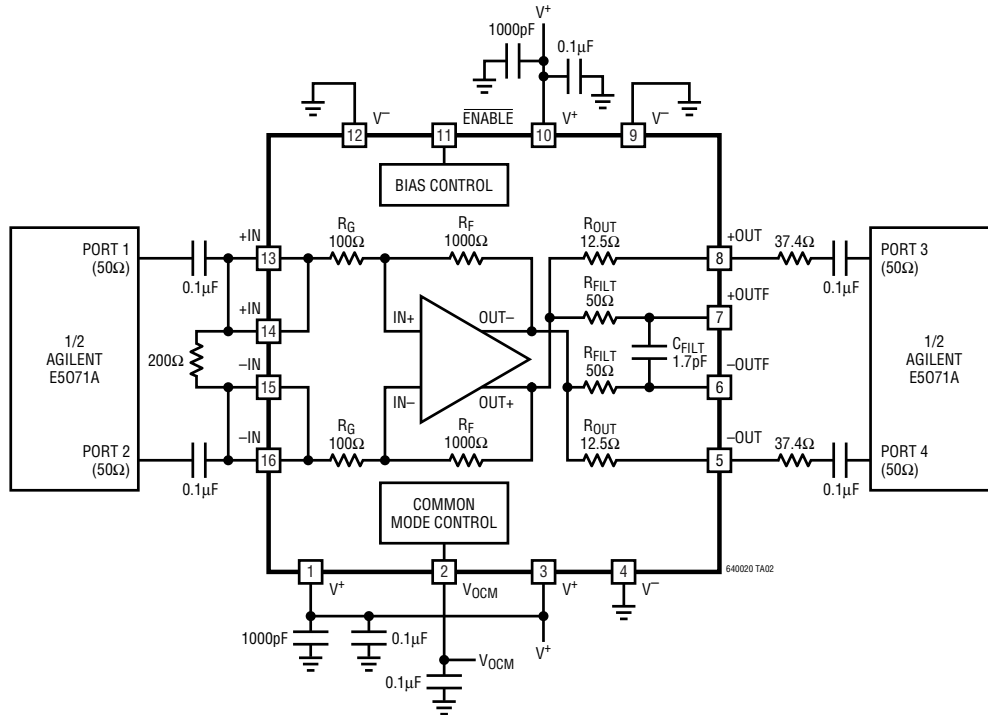 V+
1000pF
0.1µF
V–
ENABLE
V+
V–
12
11
10
9
BIAS CONTROL
PORT 1
(50Ω)
0.1µF
+IN
13
RG
100Ω
RF
1000Ω
ROUT
12.5Ω
+OUT
8
37.4Ω
0.1µF
PORT 3
(50Ω)
1/2
AGILENT
E5O71A
200Ω
+IN
14
–IN
15
IN+
OUT–
IN–
OUT+
RFILT
50Ω
+OUTF
7
CFILT
1.7pF
RFILT
50Ω
–OUTF
6
1/2
AGILENT
E5O71A
PORT 2
(50Ω)
0.1µF
–IN
16
RG
100Ω
RF
1000Ω
ROUT
12.5Ω
–OUT
5
37.4Ω
0.1µF
PORT 4
(50Ω)
COMMON
MODE CONTROL
640020 TA02
1
2
3
4
V+
VOCM
V+
V–
1000pF
0.1µF
V+
VOCM
0.1µF